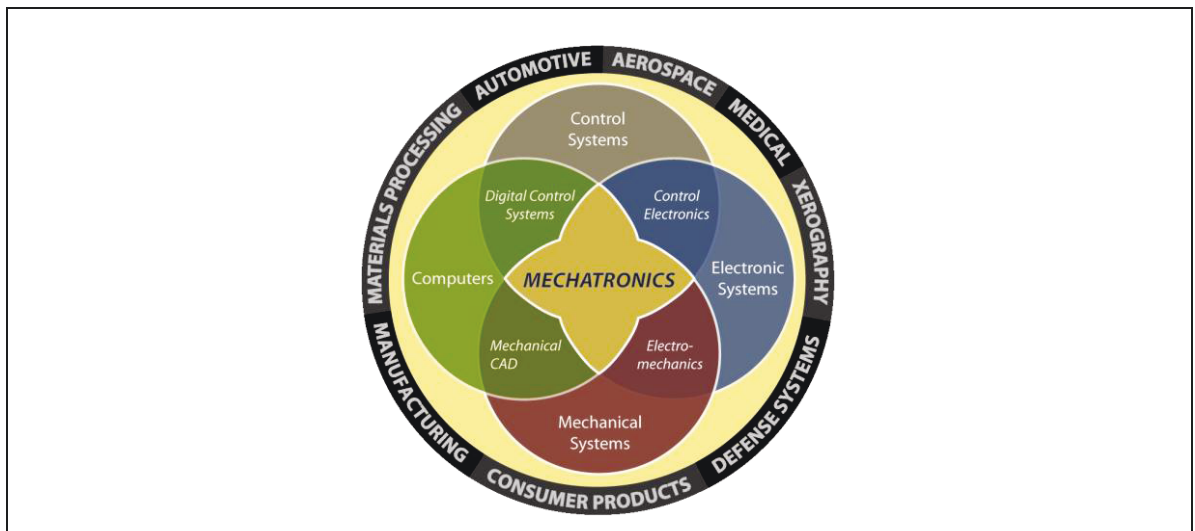 AUTOMOTIVE
AEROSPACE
MEDICAL
XEROGRAPHY
DEFENSE SYSTEMS
CONSUMER PRODUCTS
MANUFACTURING
MATERIALS PROCESSING
Control
Systems
Digital Control
Systems
Control
Electronics
Computers
MECHATRONICS
Electronic
Systems
Mechanical
CAD
Electro-
mechanics
Mechanical
Systems